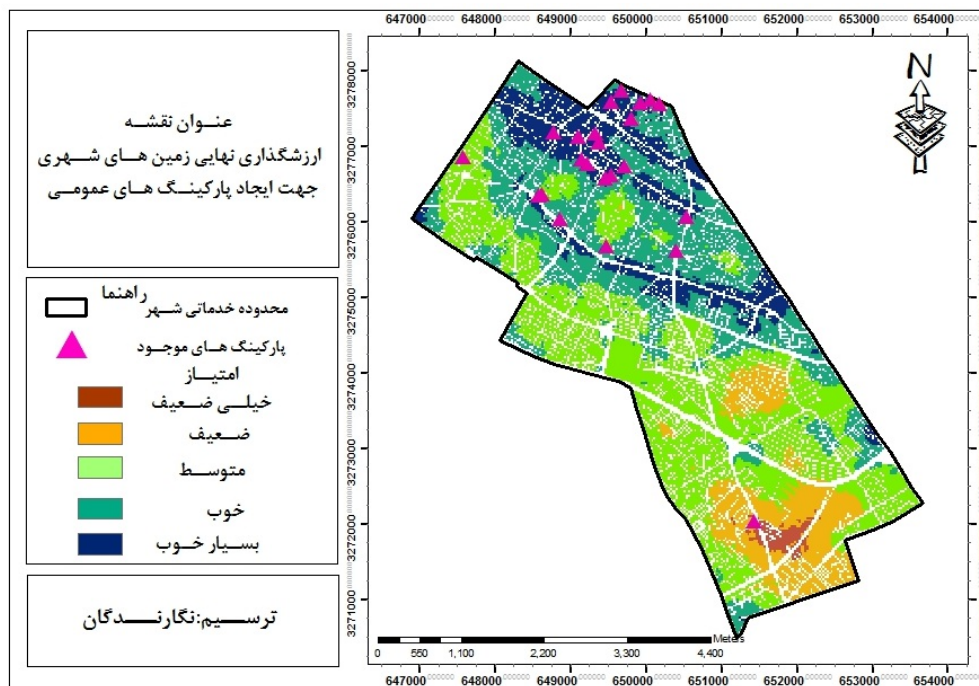 647000 648000 649000 650000 651000 652000 653000 654000
عنوان نقشه
ارزشگذاری نهایی زمین های شهری
جهت ایجاد پارکینگ های عمومی
N
3278000
3277000
3276000
3275000
3274000
3273000
3272000
3271000
راهنما
محدوده خدماتی شهر
پارکینگ های موجود
امتیاز
خیلی ضعیف
ضعیف
متوسط
خوب
بسیار خوب
ترسیم:نگارندگان
Meters
0 550 1,100 2,200 3,300 4,400
647000 648000 649000 650000 651000 652000 653000 654000